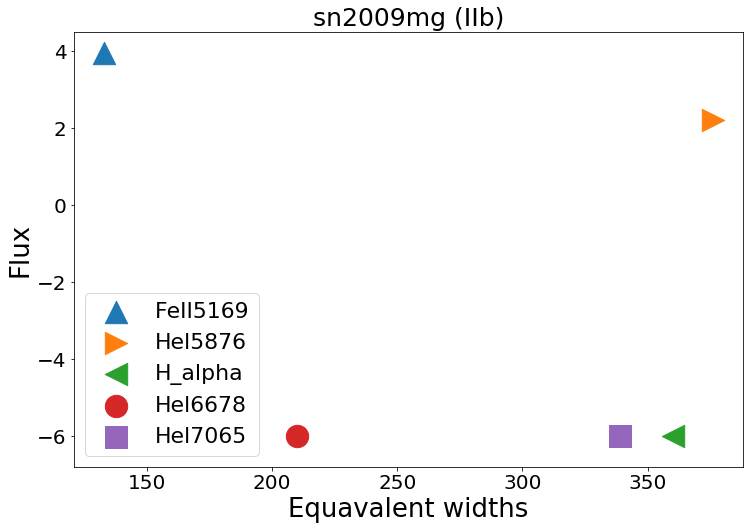 sn2009mg (IIb)
4
2
0
−2
−4
−6
Flux
FeII5169
HeI5876
H_alpha
HeI6678
HeI7065
150 200 250 300 350
Equavalent widths